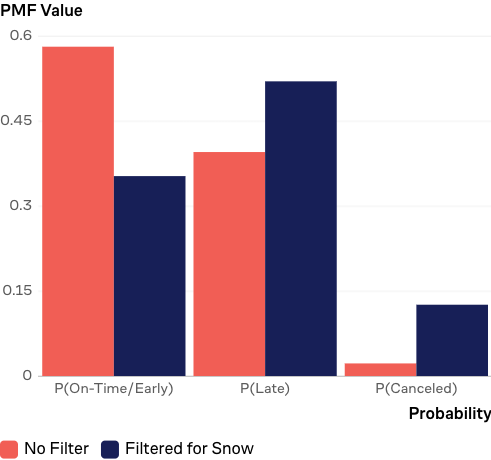 PMF Value
0.6
0.45
0.3
0.15
0
P(On-Time/Early) P(Late) P(Canceled)
Probability
No Filter Filtered for Snow